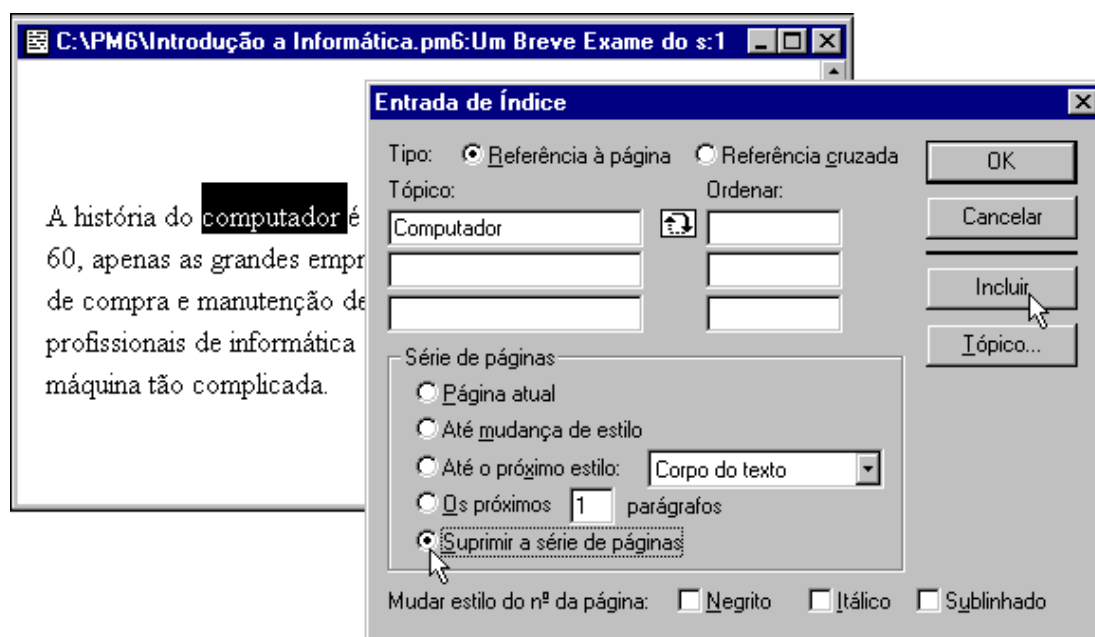 C:\PM6\Introdução a Informática.pm6:Um Breve Exame do s:1
A história do computador é
60, apenas as grandes empr
de compra e manutenção de
profissionais de informática
máquina tão complicada.
Entrada de Índice
Tipo: Referência à página Referência cruzada
OK
Tópico: Ordenar:
Cancelar
Computador
Incluir
Tópico...
Série de páginas
Página atual
Até mudança de estilo
Até o próximo estilo: Corpo do texto
Os próximos 1 parágrafos
Suprimir a série de páginas
Mudar estilo do nº da página: Negrito Itálico Sublinhado